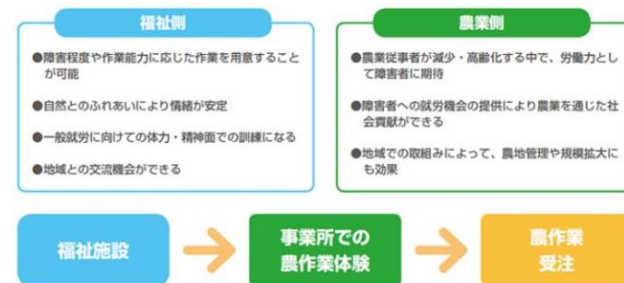 福祉側
●障害程度や作業能力に応じた作業を用意すること
が可能
●自然とのふれあいにより情緒が安定
●一般就労に向けての体力・精神面での訓練になる
●地域との交流機会ができる
農業側
●農業従事者が減少・高齢化する中で、労働力とし
て障害者に期待
●障害者への就労機会の提供により農業を通じた社
会貢献ができる
●地域での取組みによって、農地管理や規模拡大に
も効果
福祉施設
事業所での
農作業体験
農作業
受注